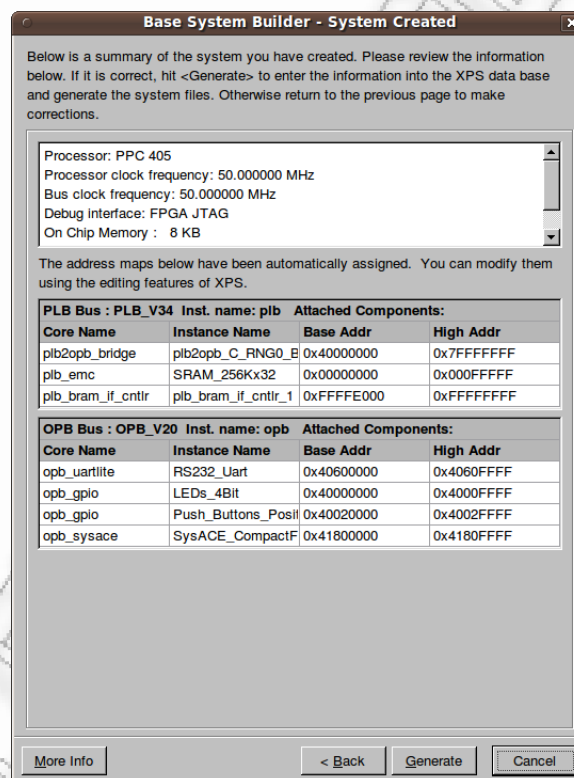 Base System Builder - System Created
Below is a summary of the system you have created. Please review the information
below. If it is correct, hit <Generate> to enter the information into the XPS data base
and generate the system files. Otherwise return to the previous page to make
corrections.
Processor: PPC 405
Processor clock frequency: 50.000000 MHz
Bus clock frequency: 50.000000 MHz
Debug interface: FPGA JTAG
On Chip Memory : 8 KB
The address maps below have been automatically assigned. You can modify them
using the editing features of XPS.
PLB Bus : PLB_V34 Inst. name: plb Attached Components:
Core Name Instance Name Base Addr High Addr
plb2opb_bridge plb2opb_C_RNG0_B 0x40000000 0x7FFFFFFF
plb_emc SRAM_256Kx32 0x00000000 0x000FFFFF
plb_bram_if_cntlr plb_bram_if_cntlr_1 0xFFFFE000 0xFFFFFFFF
OPB Bus : OPB_V20 Inst. name: opb Attached Components:
Core Name Instance Name Base Addr High Addr
opb_uartlite RS232_Uart 0x40600000 0x4060FFFF
opb_gpio LEDs_4Bit 0x40000000 0x4000FFFF
opb_gpio Push_Buttons_Posit 0x40020000 0x4002FFFF
opb_sysace SysACE_CompactF 0x41800000 0x4180FFFF
More Info < Back Generate Cancel